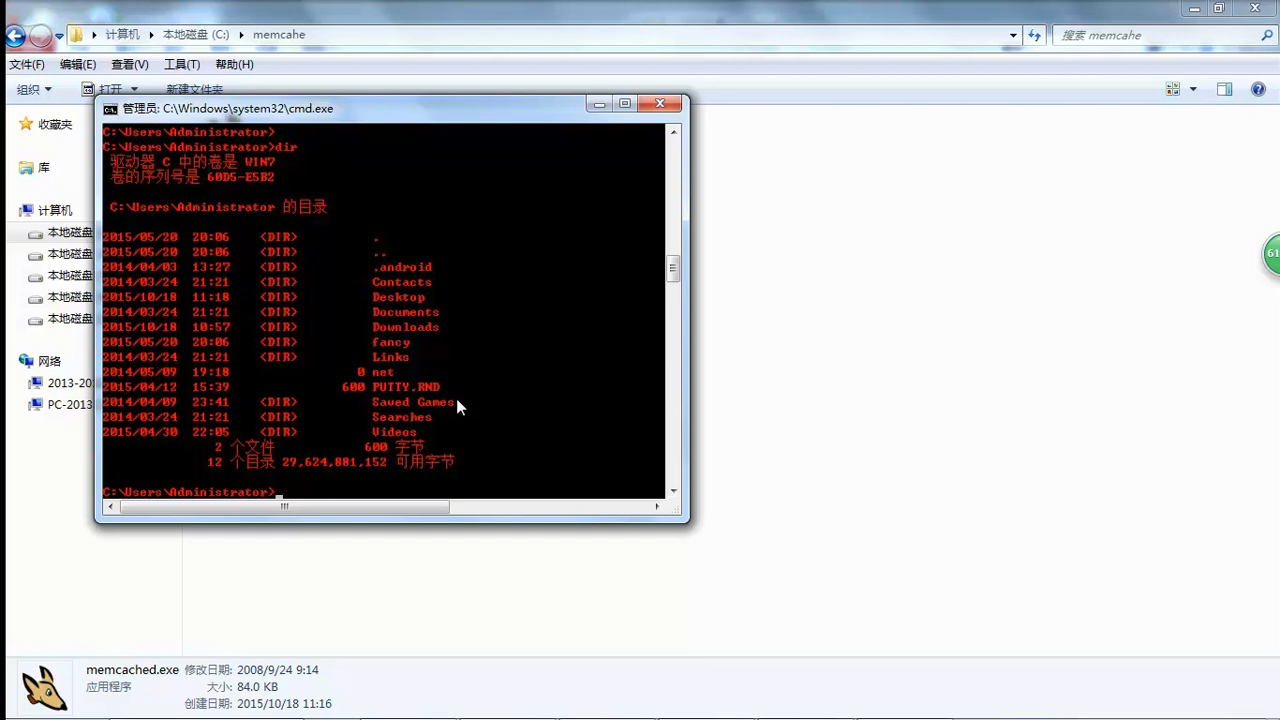 计算机 本地磁盘 (C:) memcahe
搜索 memcahe
文件(F) 编辑(E) 查看(V) 工具(T) 帮助(H)
组织 打开 新建文件夹
收藏夹
库
计算机
本地磁盘
本地磁盘
本地磁盘
本地磁盘
本地磁盘
网络
2013-20
PC-2013
管理员: C:\Windows\system32\cmd.exe
C:\Users\Administrator>
C:\Users\Administrator>dir
驱动器 C 中的卷是 WIN7
卷的序列号是 60D5-E5B2
C:\Users\Administrator 的目录
2015/05/20 20:06 <DIR> .
2015/05/20 20:06 <DIR> ..
2014/04/03 13:27 <DIR> .android
2014/03/24 21:21 <DIR> Contacts
2015/10/18 11:18 <DIR> Desktop
2014/03/24 21:21 <DIR> Documents
2015/10/18 10:57 <DIR> Downloads
2015/05/20 20:06 <DIR> fancy
2014/03/24 21:21 <DIR> Links
2014/05/09 19:18 0 net
2015/04/12 15:39 600 PUTTY.RND
2014/04/09 23:41 <DIR> Saved Games
2014/03/24 21:21 <DIR> Searches
2015/04/30 22:05 <DIR> Videos
2 个文件 600 字节
12 个目录 29,624,881,152 可用字节
C:\Users\Administrator>
61
memcached.exe 修改日期: 2008/9/24 9:14
应用程序 大小: 84.0 KB
创建日期: 2015/10/18 11:16